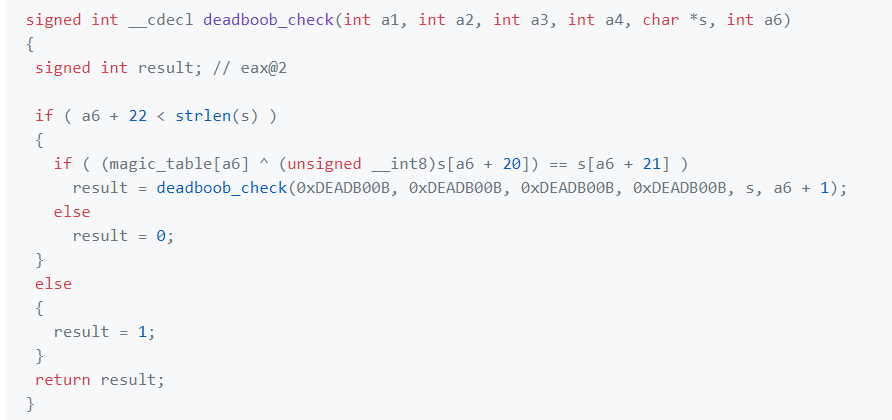 signed int __cdecl deadboob_check(int a1, int a2, int a3, int a4, char *s, int a6)
{
 signed int result; // eax@2
 if ( a6 + 22 < strlen(s) )
 {
   if ( (magic_table[a6] ^ (unsigned __int8)s[a6 + 20]) == s[a6 + 21] )
     result = deadboob_check(0xDEADB00B, 0xDEADB00B, 0xDEADB00B, 0xDEADB00B, s, a6 + 1);
   else
     result = 0;
 }
 else
 {
   result = 1;
 }
 return result;
}